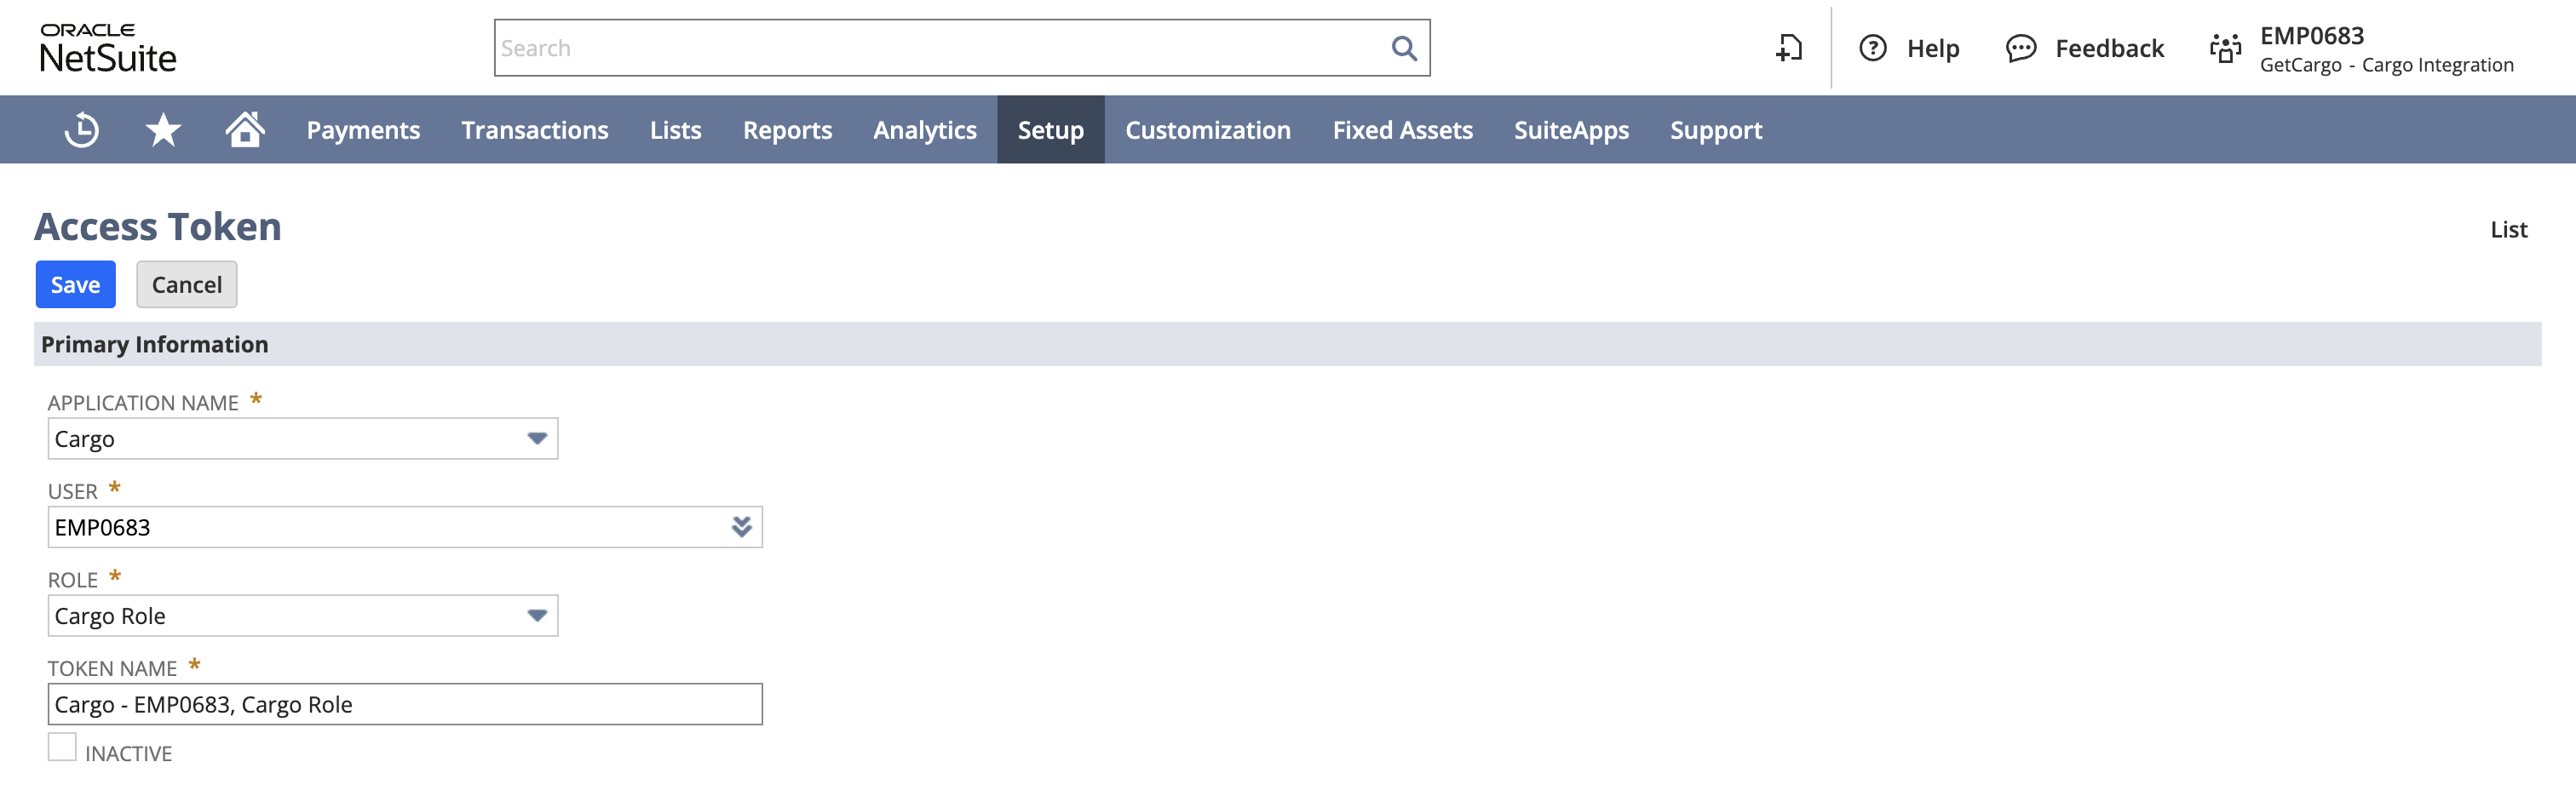 ORACLE
NetSuite
Search
Help
Feedback
EMP0683
GetCargo - Cargo Integration
Payments
Transactions
Lists
Reports
Analytics
Setup
Customization
Fixed Assets
SuiteApps
Support
Access Token
List
Save
Cancel
Primary Information
APPLICATION NAME *
Cargo
USER *
EMP0683
ROLE *
Cargo Role
TOKEN NAME *
Cargo - EMP0683, Cargo Role
INACTIVE